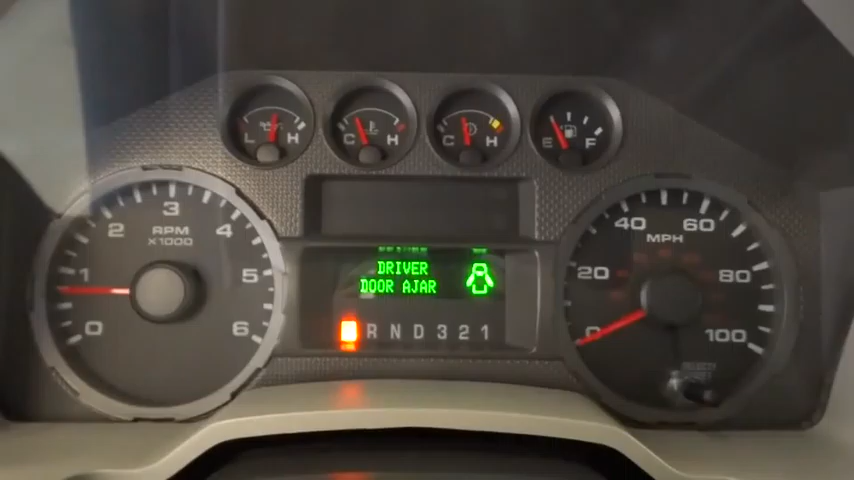 L H
C H
C H
E F
RPM
X1000
0 1 2 3 4 5 6
DRIVER
DOOR AJAR
R N D 3 2 1
MPH
0 20 40 60 80 100